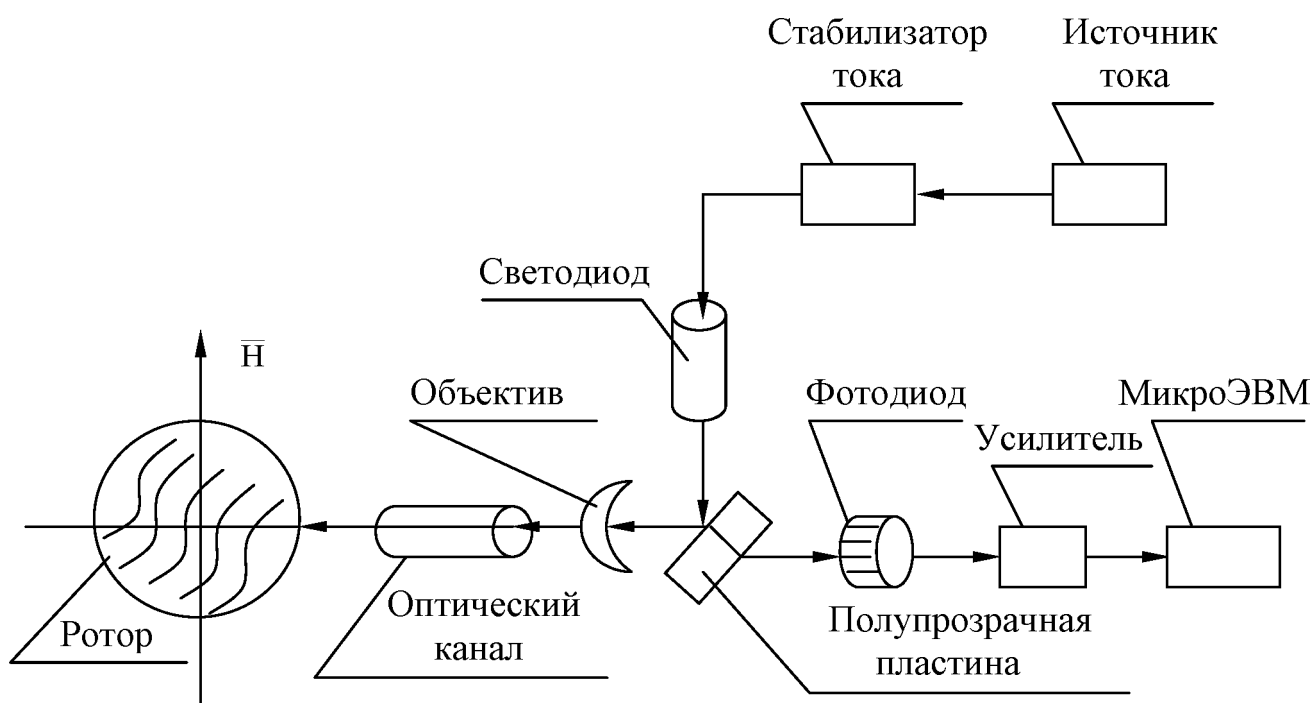 Стабилизатор
тока
Источник
тока
Светодиод
H̅
Объектив
Фотодиод
МикроЭВМ
Усилитель
Ротор
Оптический
канал
Полупрозрачная
пластина